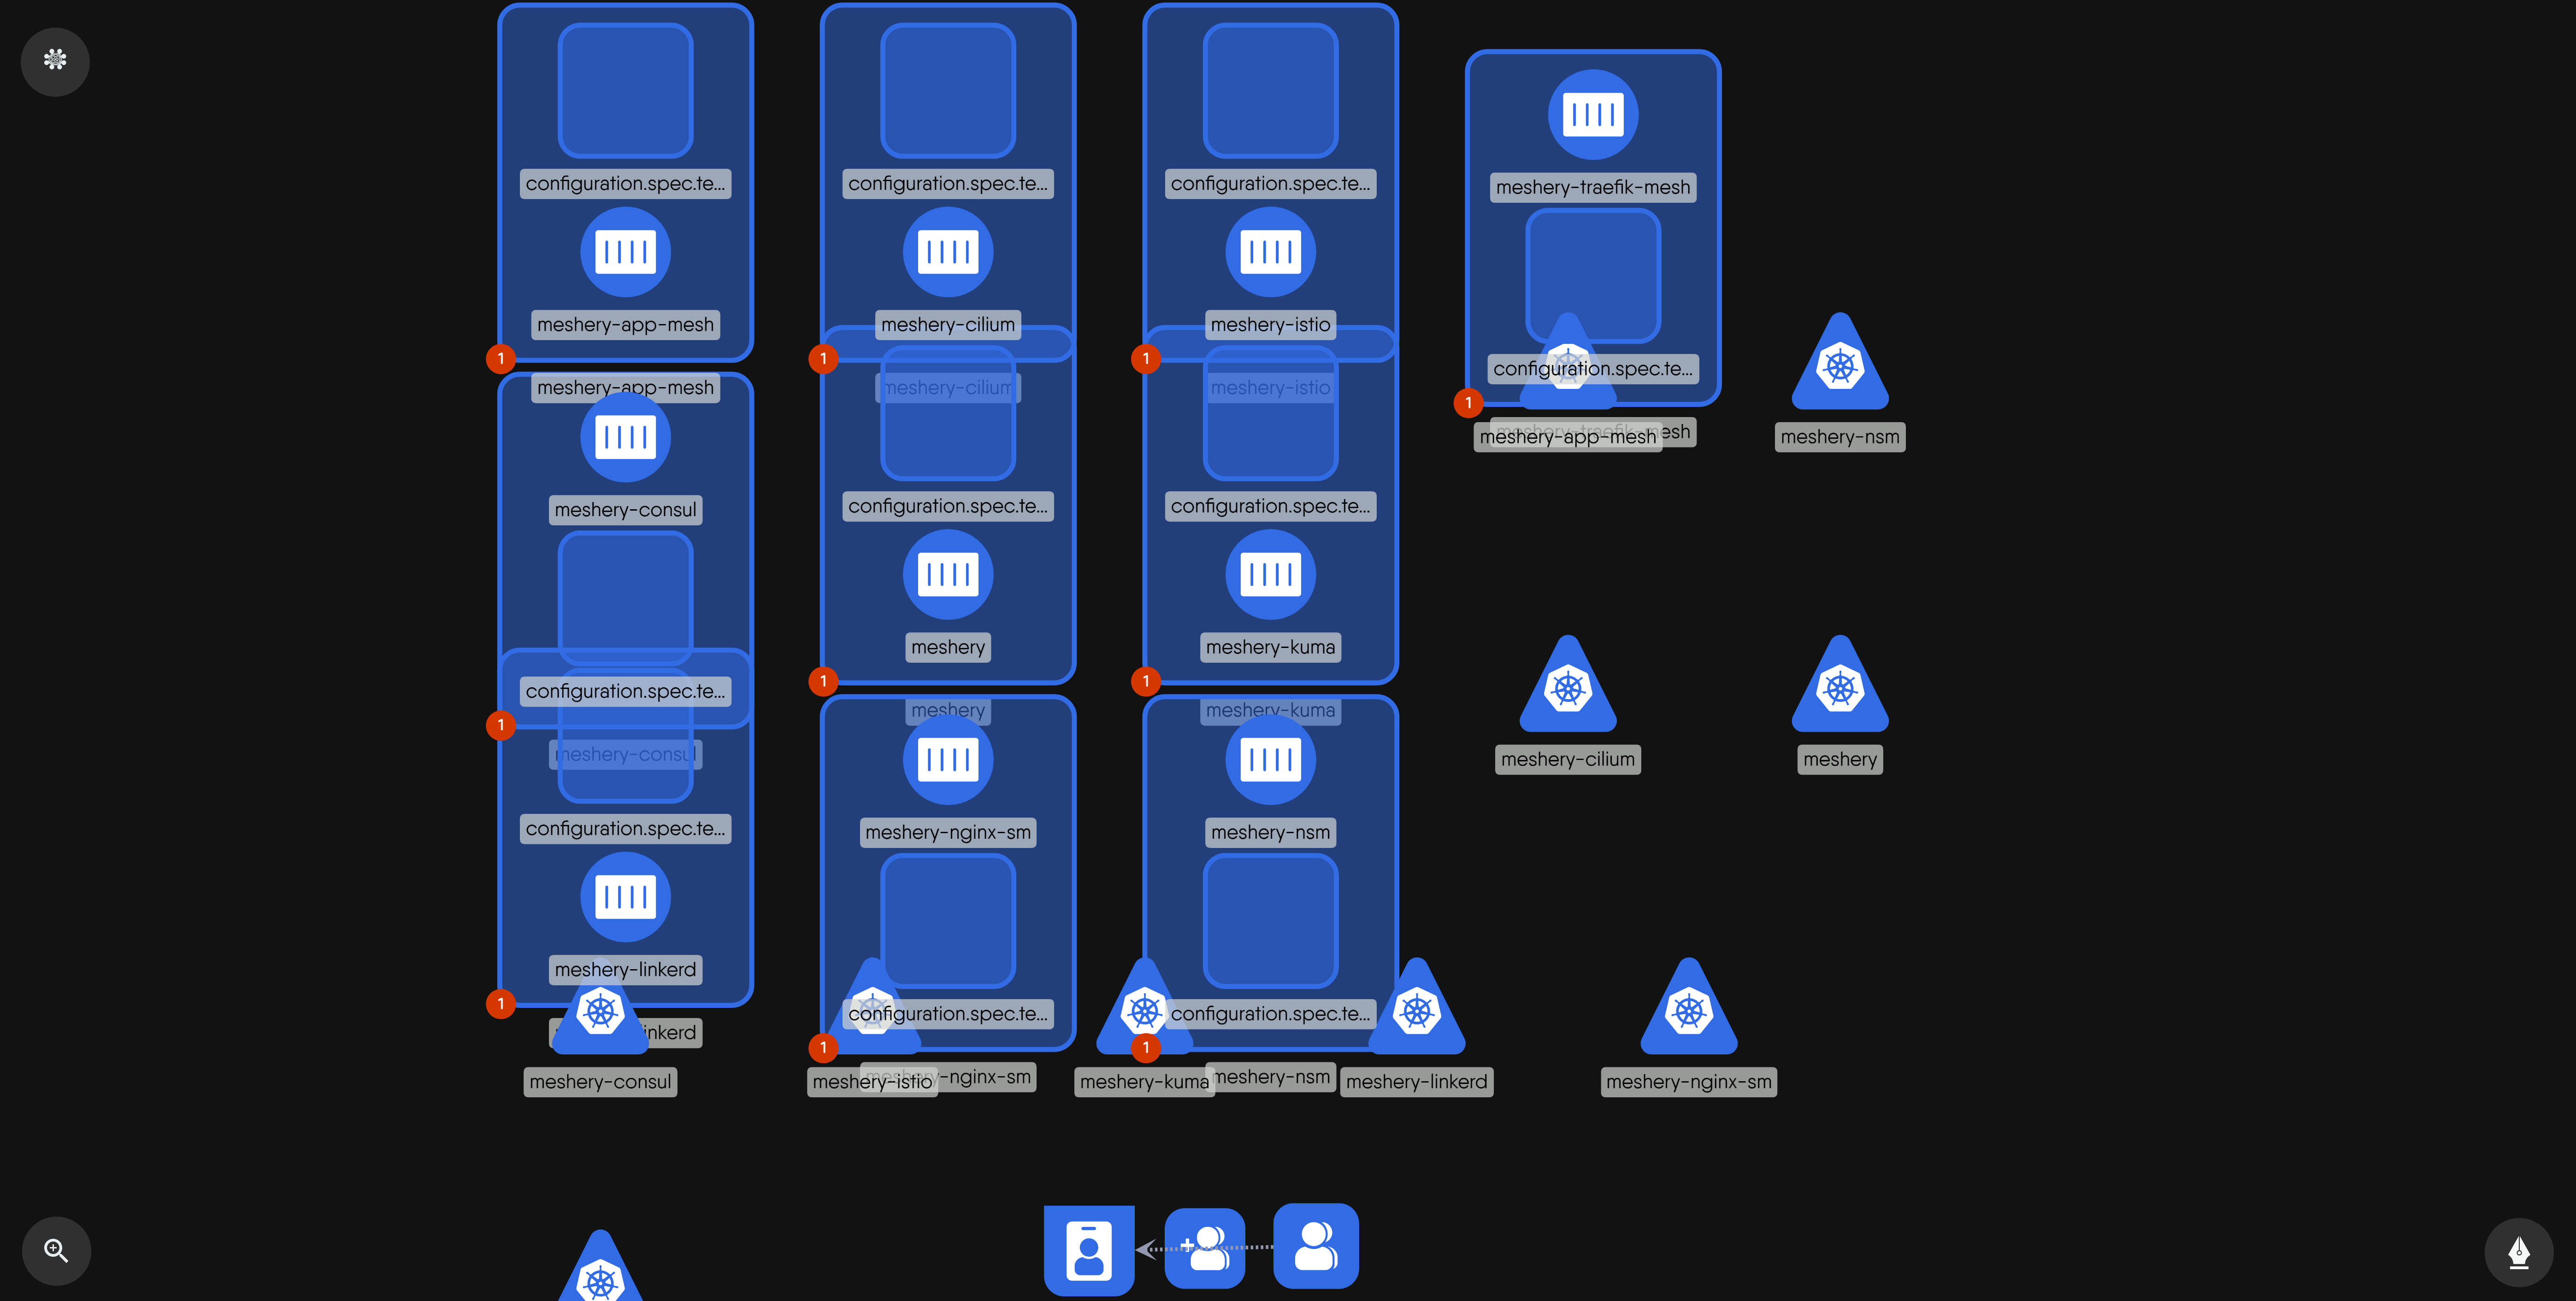 configuration.spec.te...
meshery-app-mesh
1
meshery-app-mesh
meshery-consul
configuration.spec.te...
1
meshery-consul
configuration.spec.te...
meshery-linkerd
1
inkerd
meshery-consul
configuration.spec.te...
meshery-cilium
1
meshery-cilium
configuration.spec.te...
meshery
1
meshery
meshery-nginx-sm
configuration.spec.te...
1
meshery-istio
-nginx-sm
configuration.spec.te...
meshery-istio
1
meshery-istio
configuration.spec.te...
meshery-kuma
1
meshery-kuma
meshery-nsm
configuration.spec.te...
1
meshery-kuma
meshery-nsm
meshery-linkerd
meshery-traefik-mesh
configuration.spec.te...
1
meshery-app-mesh
meshery-traefik-mesh
meshery-nsm
meshery-cilium
meshery
meshery-nginx-sm